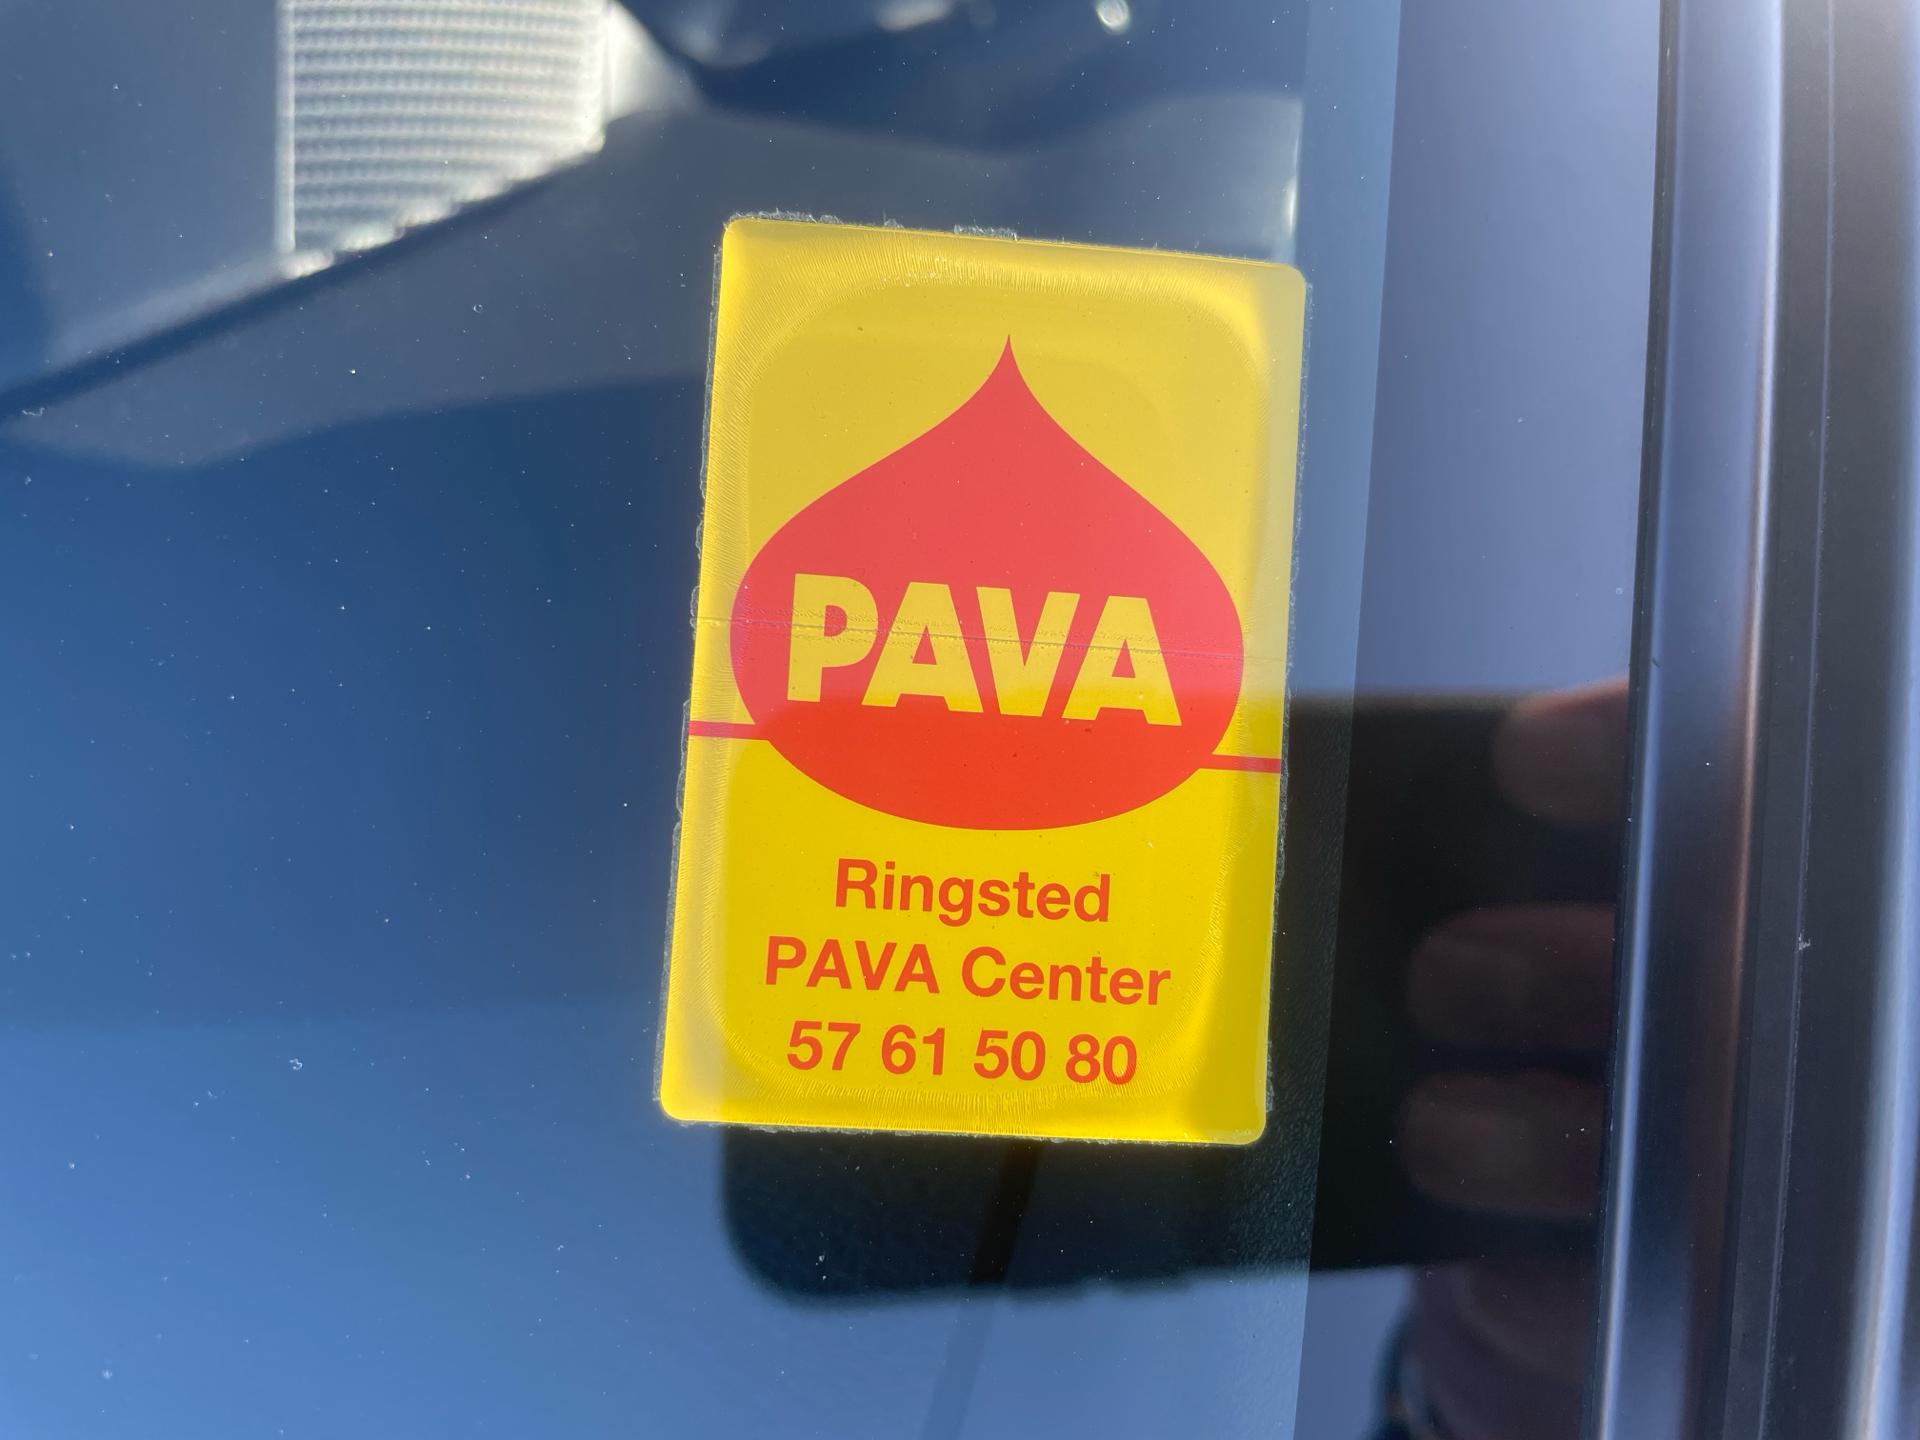 PAVA
Ringsted
PAVA Center
57 61 50 80